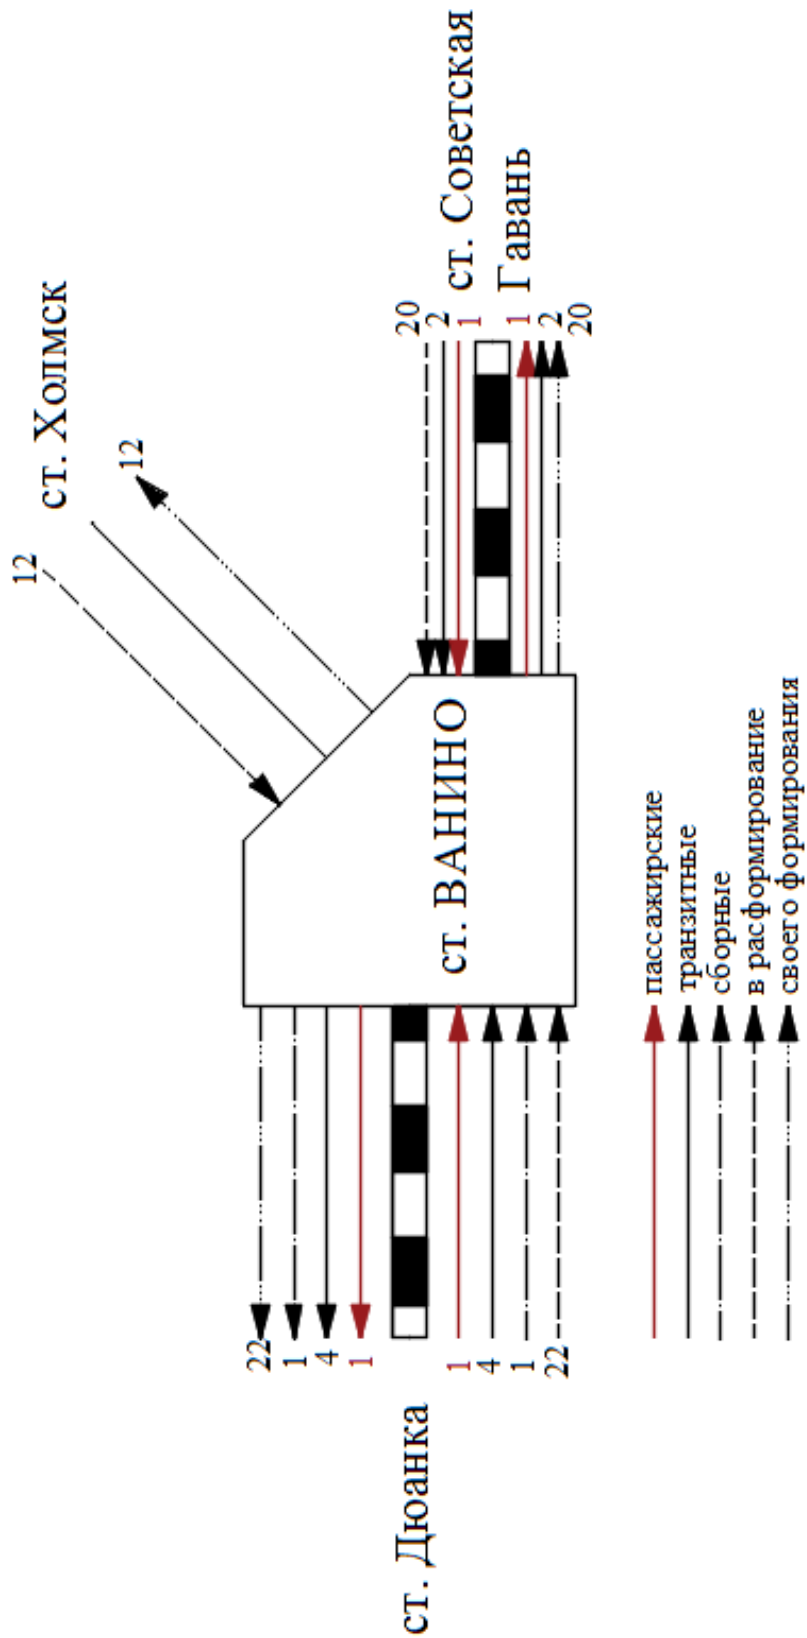 ст. Холмск
12
12
ст. Советская
Гавань
20
2
1
1
2
20
ст. ВАНИНО
22
1
4
1
1
4
1
22
ст. Дюанка
пассажирские
транзитные
сборные
в расформирование
своего формирования